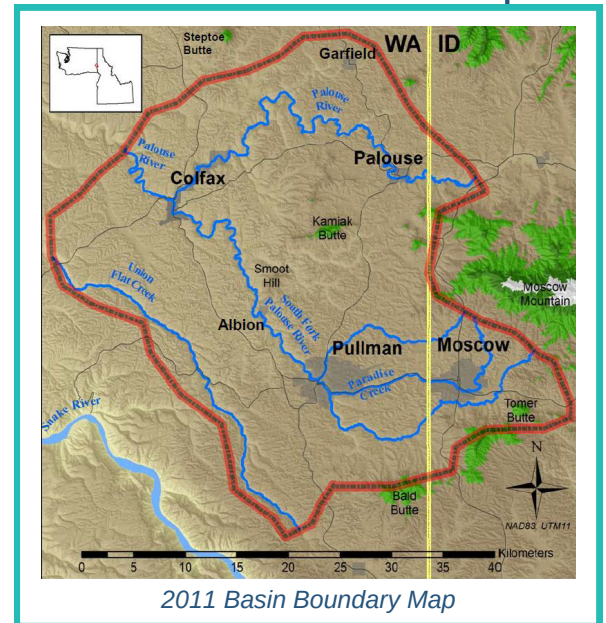 Steptoe
Butte
Garfield
WA ID
Palouse
River
Palouse
River
Palouse
Colfax
Kamiak
Butte
Union
Flat Creek
Smoot
Hill
South Fork
Palouse River
Moscow
Mountain
Albion
Pullman
Moscow
Paradise
Creek
Tomer
Butte
Snake River
N
Bald
Butte
NAD83 UTM11
0 5 10 15 20 25 30 35 40
Kilometers
2011 Basin Boundary Map